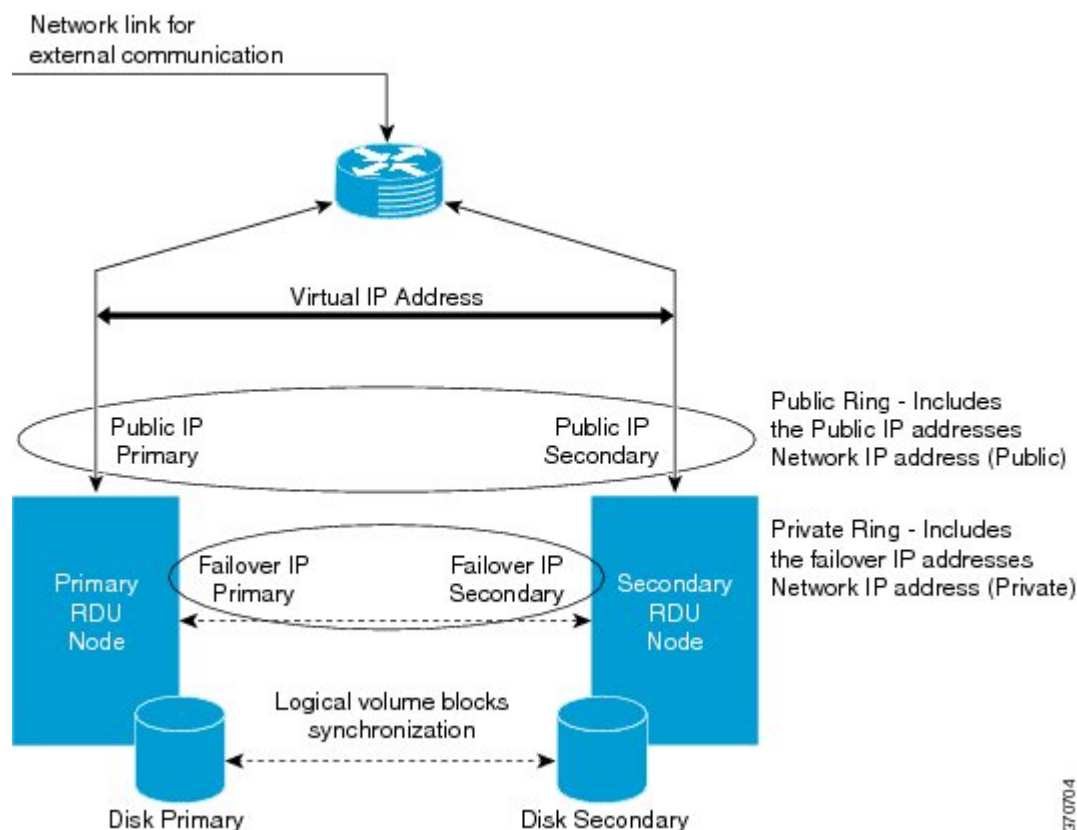 Network link for
external communication
Virtual IP Address
Public IP
Primary
Public IP
Secondary
Public Ring - Includes
the Public IP addresses
Network IP address (Public)
Private Ring - Includes
the failover IP addresses
Network IP address (Private)
Primary
RDU
Node
Failover IP
Primary
Failover IP
Secondary
Secondary
RDU
Node
Logical volume blocks
synchronization
Disk Primary
Disk Secondary
370704